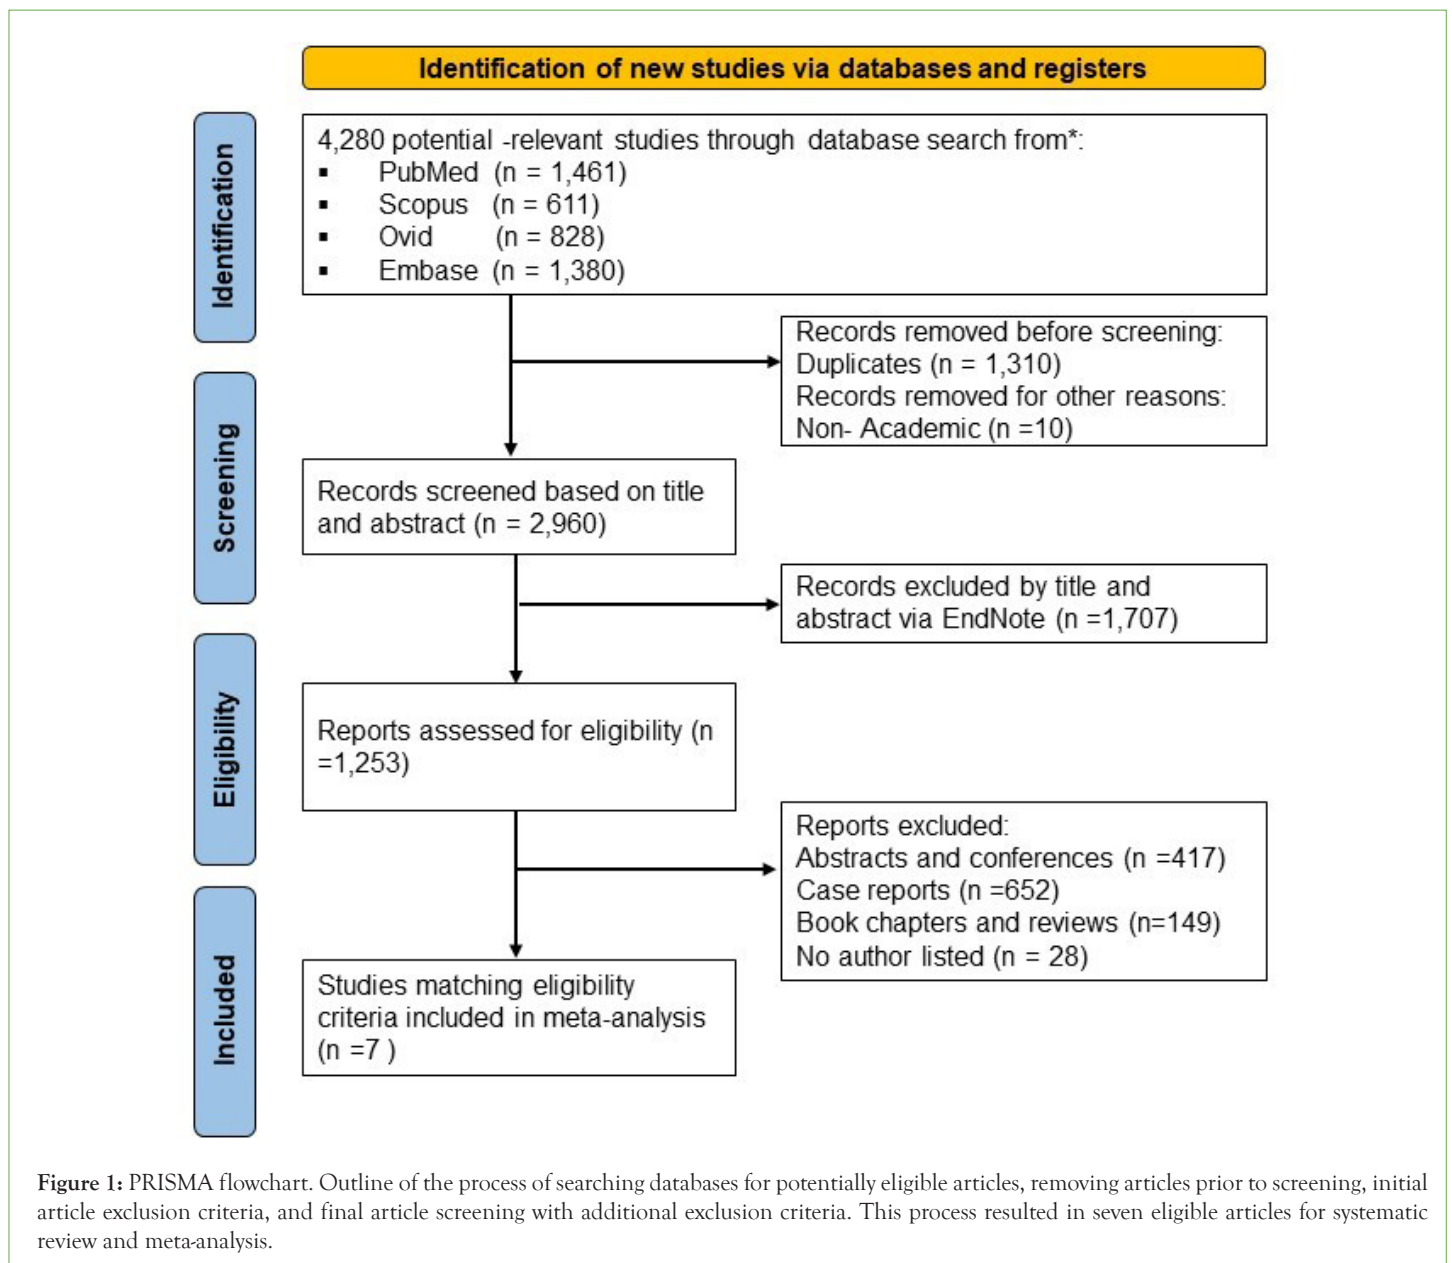 Identification of new studies via databases and registers
Identification
4,280 potential -relevant studies through database search from*:
▪ PubMed (n = 1,461)
▪ Scopus (n = 611)
▪ Ovid (n = 828)
▪ Embase (n = 1,380)
Records removed before screening:
Duplicates (n = 1,310)
Records removed for other reasons:
Non- Academic (n =10)
Screening
Records screened based on title
and abstract (n = 2,960)
Records excluded by title and
abstract via EndNote (n =1,707)
Eligibility
Reports assessed for eligibility (n
=1,253)
Reports excluded:
Abstracts and conferences (n =417)
Case reports (n =652)
Book chapters and reviews (n=149)
No author listed (n = 28)
Included
Studies matching eligibility
criteria included in meta-analysis
(n =7 )
Figure 1: PRISMA flowchart. Outline of the process of searching databases for potentially eligible articles, removing articles prior to screening, initial
article exclusion criteria, and final article screening with additional exclusion criteria. This process resulted in seven eligible articles for systematic
review and meta-analysis.